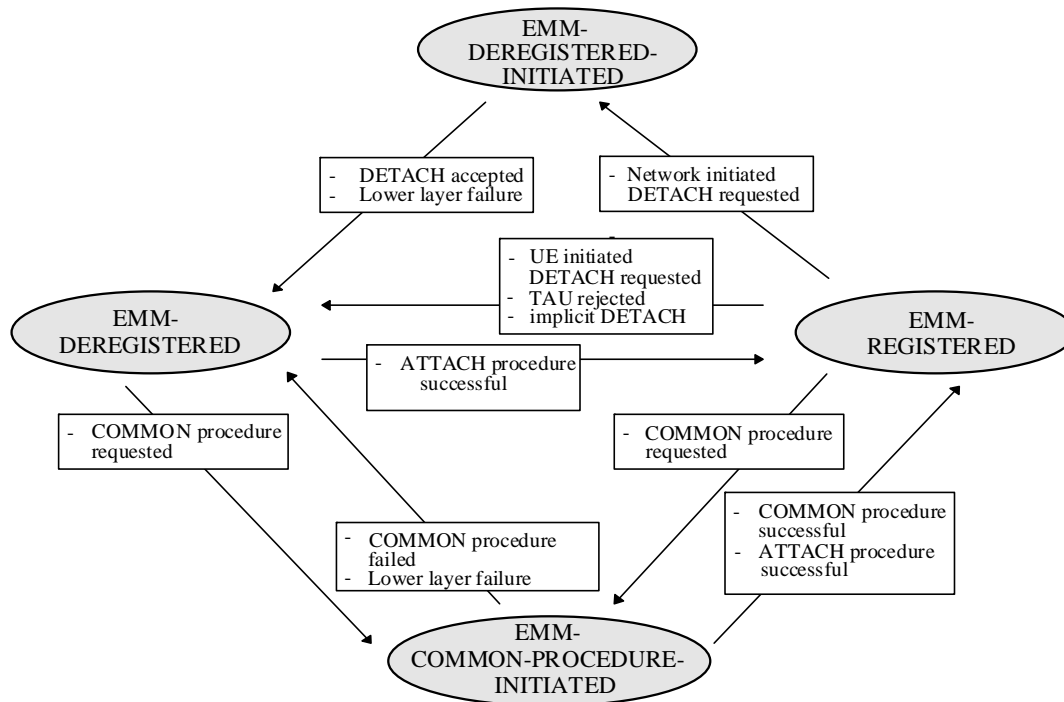 EMM-
DEREGISTERED-
INITIATED
- DETACH accepted
- Lower layer failure
- Network initiated
DETACH requested
- UE initiated
DETACH requested
- TAU rejected
- implicit DETACH
EMM-
DEREGISTERED
EMM-
REGISTERED
- ATTACH procedure
successful
- COMMON procedure
requested
- COMMON procedure
requested
- COMMON procedure
failed
- Lower layer failure
- COMMON procedure
successful
- ATTACH procedure
successful
EMM-
COMMON-PROCEDURE-
INITIATED